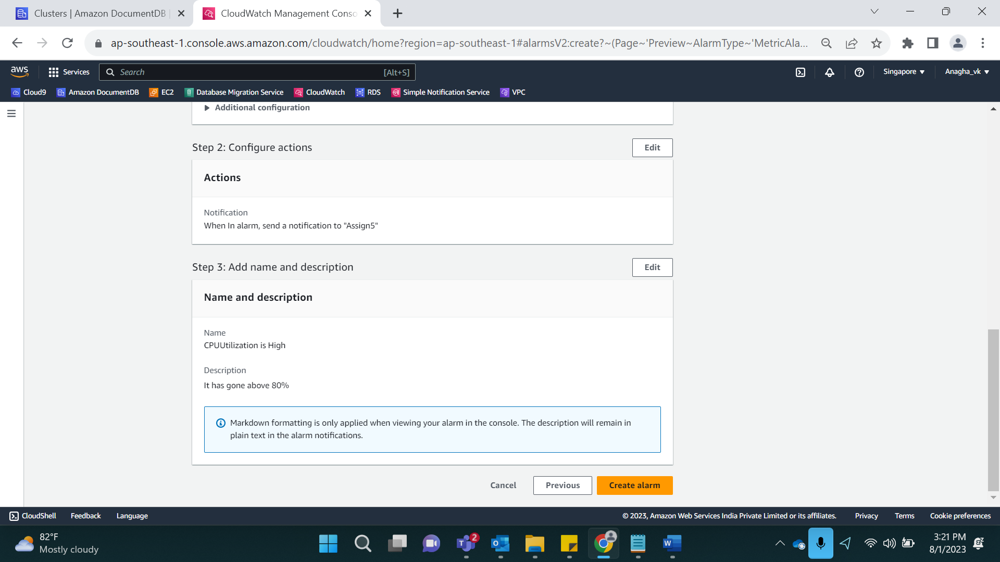 Clusters | Amazon DocumentDB
CloudWatch Management Conso
ap-southeast-1.console.aws.amazon.com/cloudwatch/home?region=ap-southeast-1#alarmsV2:create?~(Page~'Preview~AlarmType~'MetricAla...
aws
Services
Search
[Alt+S]
Singapore
Anagha_vk
Cloud9
Amazon DocumentDB
EC2
Database Migration Service
CloudWatch
RDS
Simple Notification Service
VPC
Additional configuration
Step 2: Configure actions
Edit
Actions
Notification
When In alarm, send a notification to "Assign5"
Step 3: Add name and description
Edit
Name and description
Name
CPUUtilization is High
Description
It has gone above 80%
Markdown formatting is only applied when viewing your alarm in the console. The description will remain in
plain text in the alarm notifications.
Cancel
Previous
Create alarm
CloudShell
Feedback
Language
© 2023, Amazon Web Services India Private Limited or its affiliates.
Privacy
Terms
Cookie preferences
82°F
Mostly cloudy
2
3:21 PM
8/1/2023